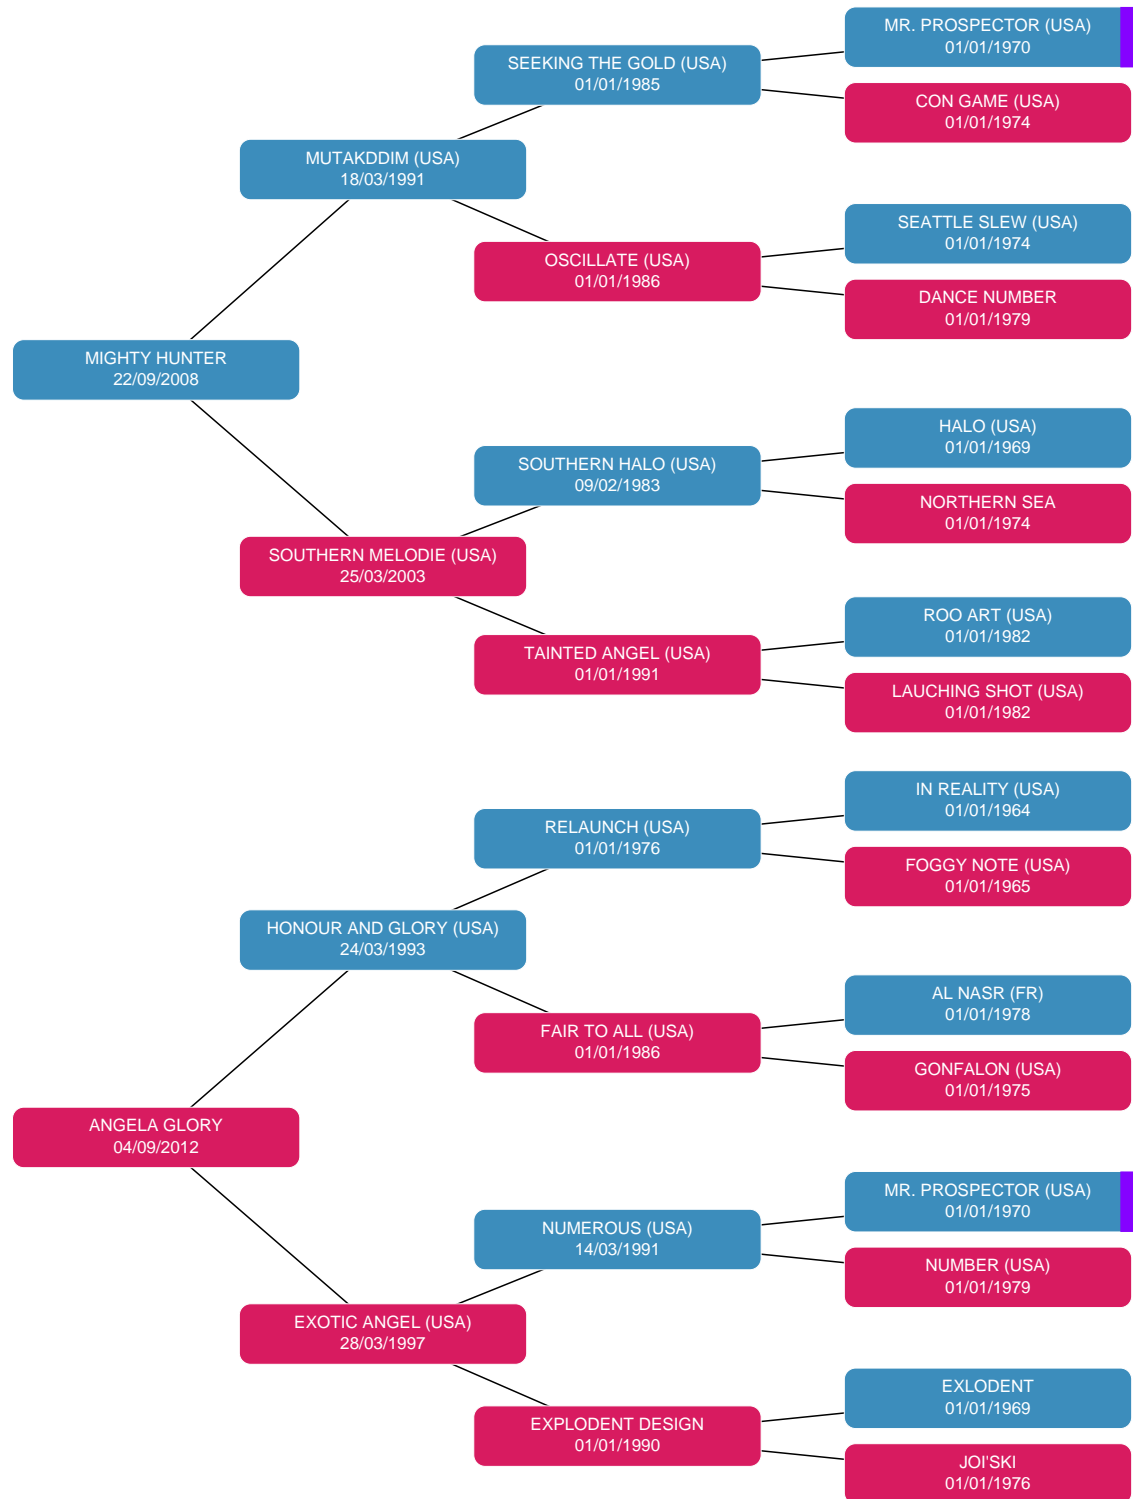 MR. PROSPECTOR (USA)
01/01/1970
SEEKING THE GOLD (USA)
01/01/1985
CON GAME (USA)
01/01/1974
MUTAKDDIM (USA)
18/03/1991
SEATTLE SLEW (USA)
01/01/1974
OSCILLATE (USA)
01/01/1986
DANCE NUMBER
01/01/1979
MIGHTY HUNTER
22/09/2008
HALO (USA)
01/01/1969
SOUTHERN HALO (USA)
09/02/1983
NORTHERN SEA
01/01/1974
SOUTHERN MELODIE (USA)
25/03/2003
ROO ART (USA)
01/01/1982
TAINTED ANGEL (USA)
01/01/1991
LAUCHING SHOT (USA)
01/01/1982
IN REALITY (USA)
01/01/1964
RELAUNCH (USA)
01/01/1976
FOGGY NOTE (USA)
01/01/1965
HONOUR AND GLORY (USA)
24/03/1993
AL NASR (FR)
01/01/1978
FAIR TO ALL (USA)
01/01/1986
GONFALON (USA)
01/01/1975
ANGELA GLORY
04/09/2012
MR. PROSPECTOR (USA)
01/01/1970
NUMEROUS (USA)
14/03/1991
NUMBER (USA)
01/01/1979
EXOTIC ANGEL (USA)
28/03/1997
EXLODENT
01/01/1969
EXPLODENT DESIGN
01/01/1990
JOI'SKI
01/01/1976